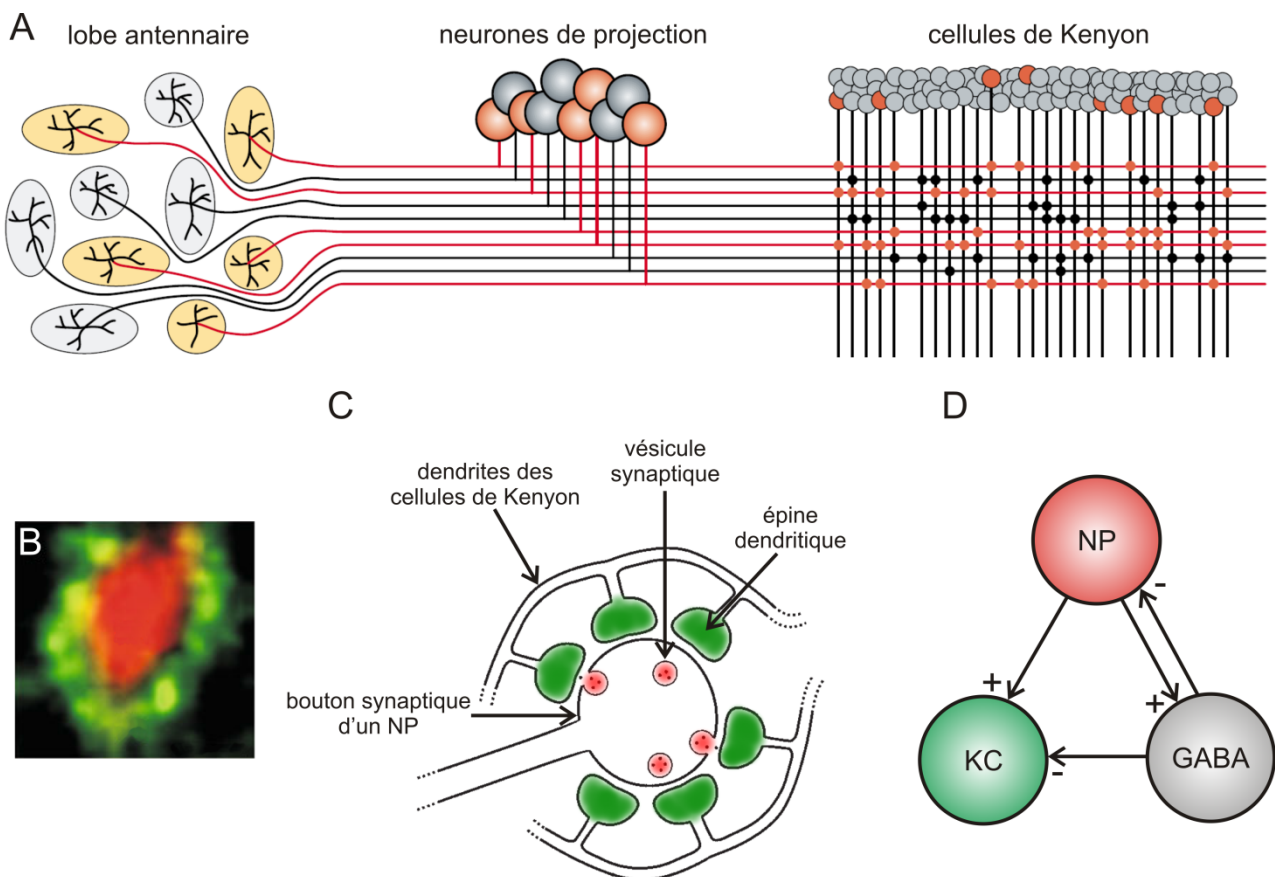 A
lobe antennaire
neurones de projection
cellules de Kenyon
B
C
dendrites des
cellules de Kenyon
vésicule
synaptique
épine
dendritique
bouton synaptique
d'un NP
D
NP
-
+
+
KC
-
GABA